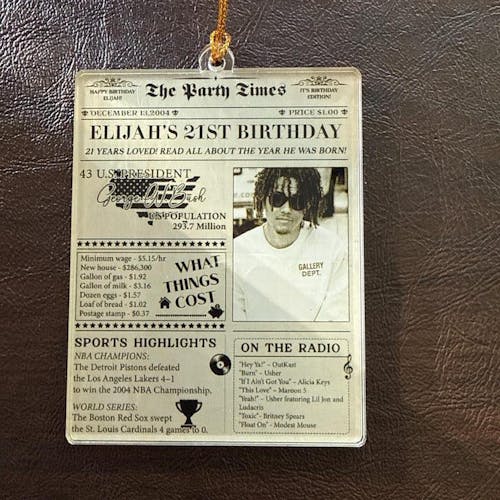 HAPPY BIRTHDAY
ELIJAH!
The Party Times
IT'S BIRTHDAY
EDITION!
DECEMBER 13,2004
PRICE $1.00
ELIJAH'S 21ST BIRTHDAY
21 YEARS LOVED! READ ALL ABOUT THE YEAR HE WAS BORN!
43 U.S PRESIDENT
George W Bush
US POPULATION
293.7 Million
GALLERY
DEPT.
Minimum wage - $5.15/hr
New house - $286,300
Gallon of gas - $1.92
Gallon of milk - $3.16
Dozen eggs - $1.57
Loaf of bread - $1.02
Postage stamp - $0.37
WHAT
THINGS
COST
SPORTS HIGHLIGHTS
NBA CHAMPIONS:
The Detroit Pistons defeated
the Los Angeles Lakers 4–1
to win the 2004 NBA Championship.
WORLD SERIES:
The Boston Red Sox swept
the St. Louis Cardinals 4 games to 0.
ON THE RADIO
"Hey Ya!" – OutKast
"Burn" – Usher
"If I Ain't Got You" – Alicia Keys
"This Love" – Maroon 5
"Yeah!" – Usher featuring Lil Jon and
Ludacris
"Toxic"- Britney Spears
"Float On" - Modest Mouse